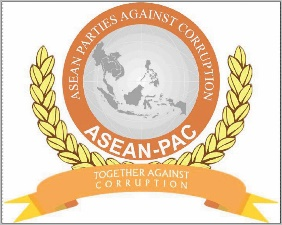 ASEAN PARTIES AGAINST CORRUPTION
ASEAN-PAC
TOGETHER AGAINST
CORRUPTION